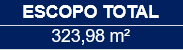 ESCOPO TOTAL
323,98 m²